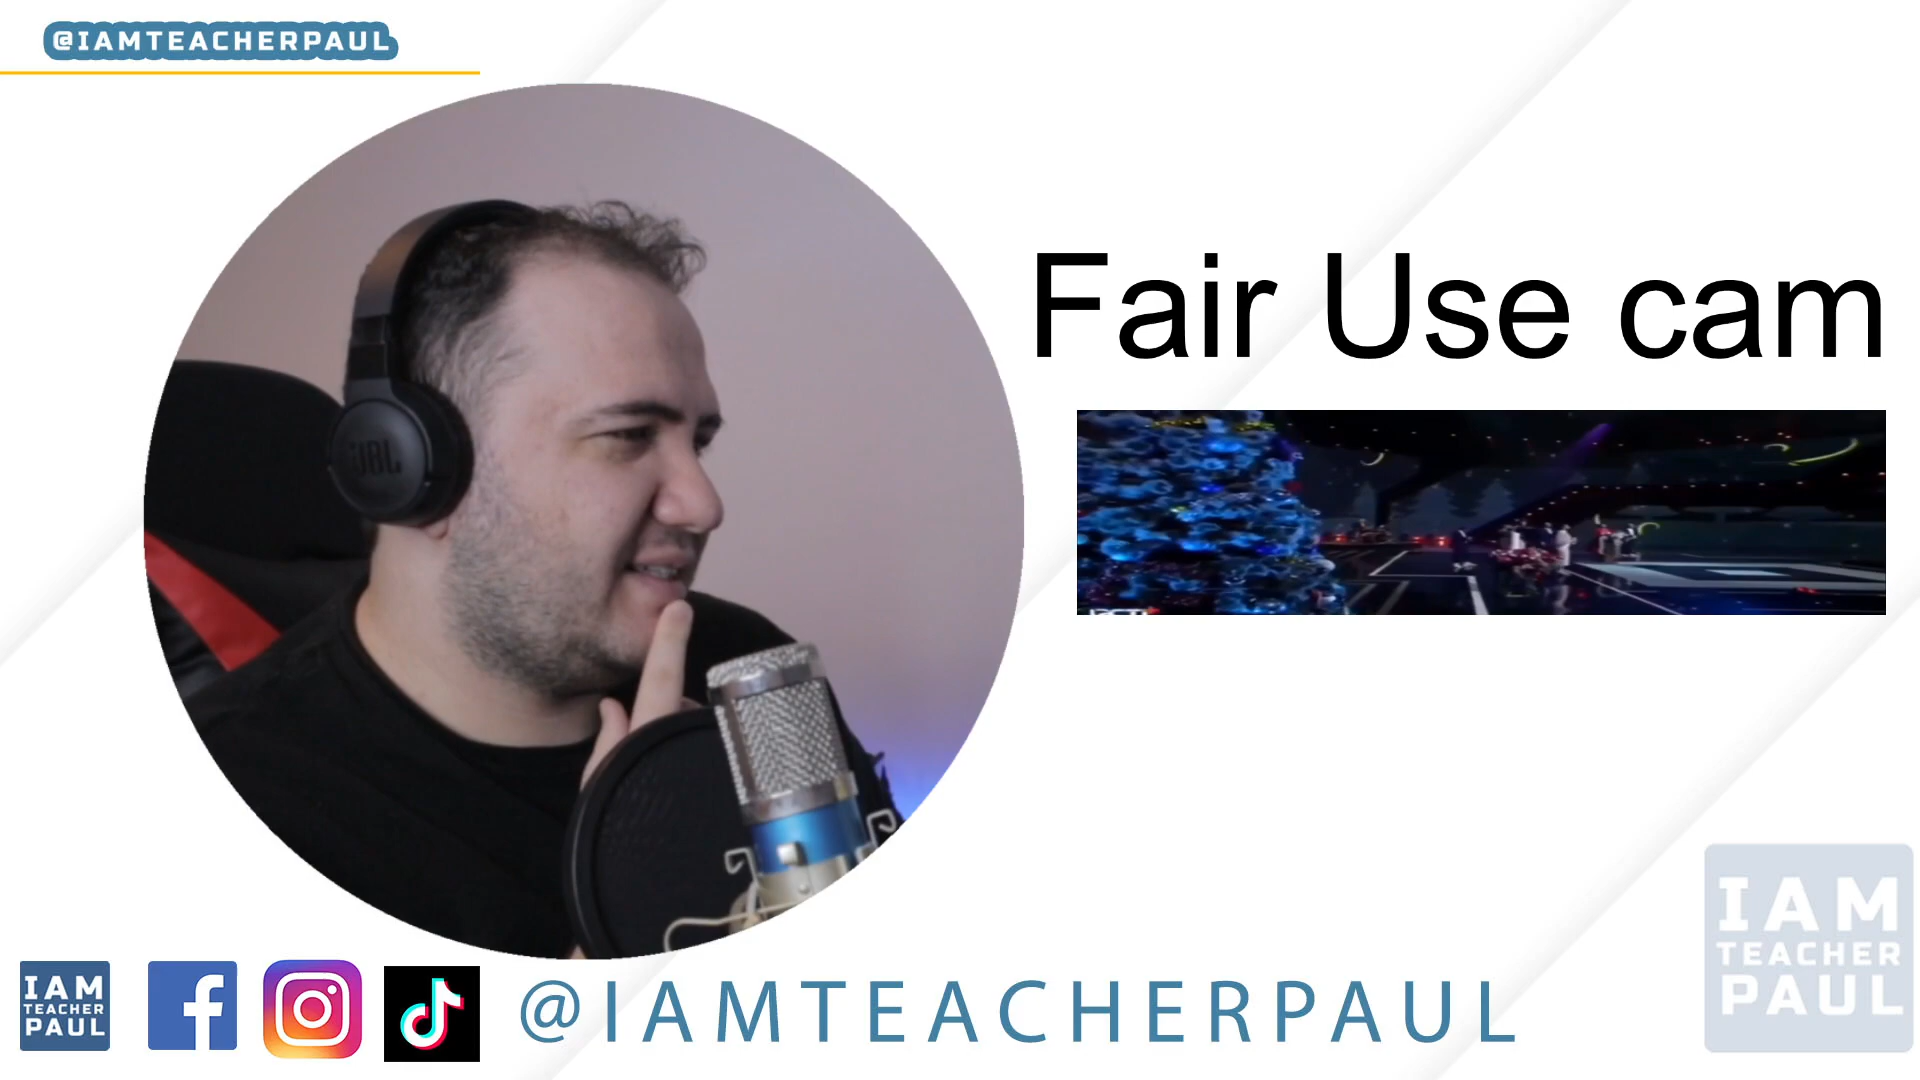 @IAMTEACHERPAUL
JBL
Fair Use cam
IAM
TEACHER
PAUL
@IAMTEACHERPAUL
IAM
TEACHER
PAUL